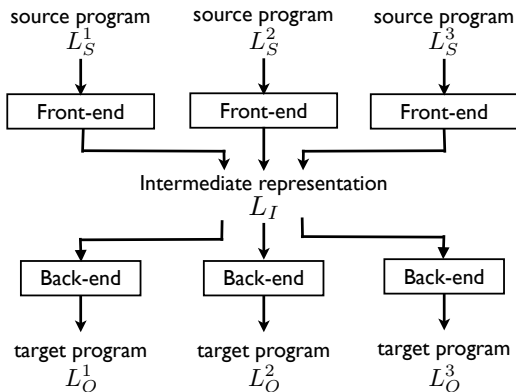 source program source program source program
L_S^1 L_S^2 L_S^3
Front-end Front-end Front-end
Intermediate representation
L_I
Back-end Back-end Back-end
target program target program target program
L_O^1 L_O^2 L_O^3